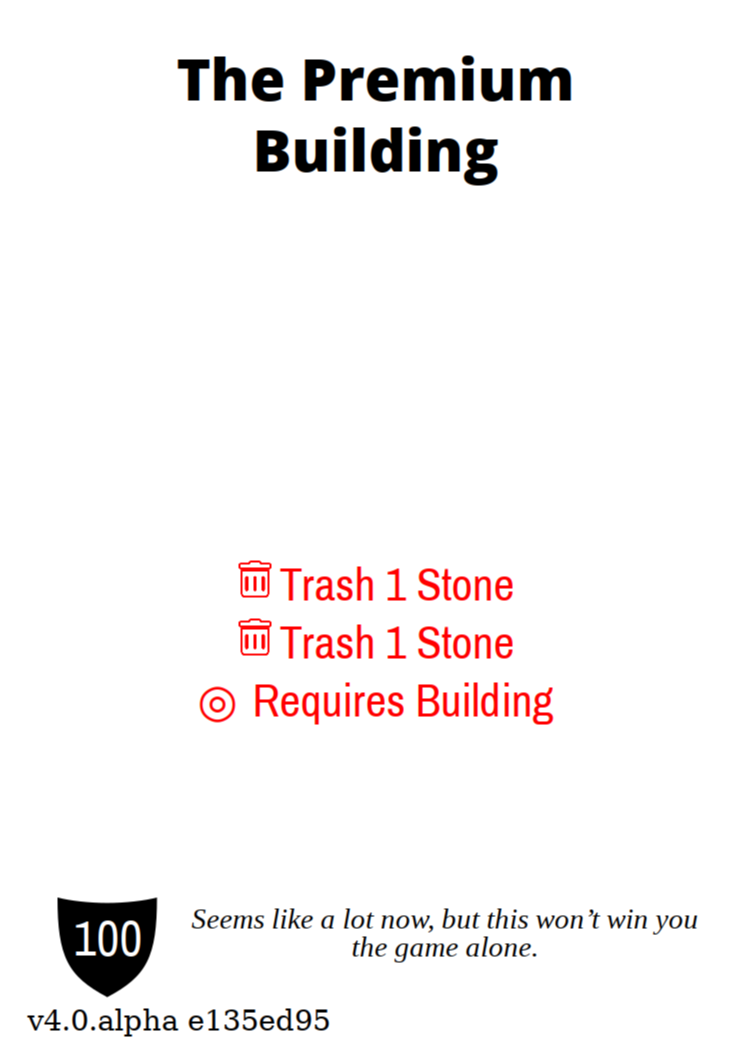 The Premium
Building
Trash 1 Stone
Trash 1 Stone
Requires Building
100
Seems like a lot now, but this won’t win you
the game alone.
v4.0.alpha e135ed95